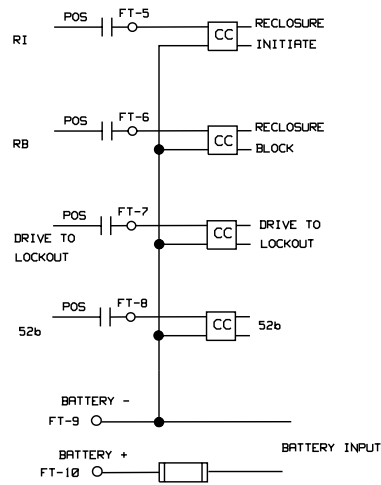 POS FT-5 RECLOSURE
RI CC
INITIATE
POS FT-6 RECLOSURE
RB CC
BLOCK
POS FT-7 DRIVE TO
DRIVE TO CC LOCKOUT
LOCKOUT
POS FT-8
52b CC 52b
BATTERY -
FT-9
BATTERY + BATTERY INPUT
FT-10